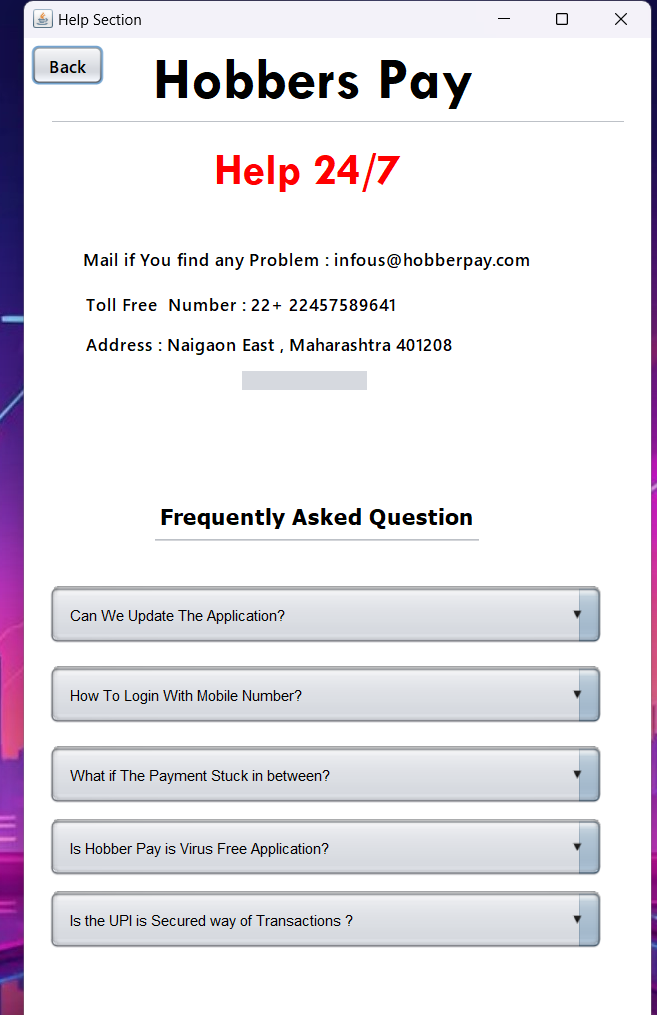 Help Section
Back
Hobbers Pay
Help 24/7
Mail if You find any Problem : infous@hobberpay.com
Toll Free  Number : 22+ 22457589641
Address : Naigaon East , Maharashtra 401208
Frequently Asked Question
Can We Update The Application?
How To Login With Mobile Number?
What if The Payment Stuck in between?
Is Hobber Pay is Virus Free Application?
Is the UPI is Secured way of Transactions ?